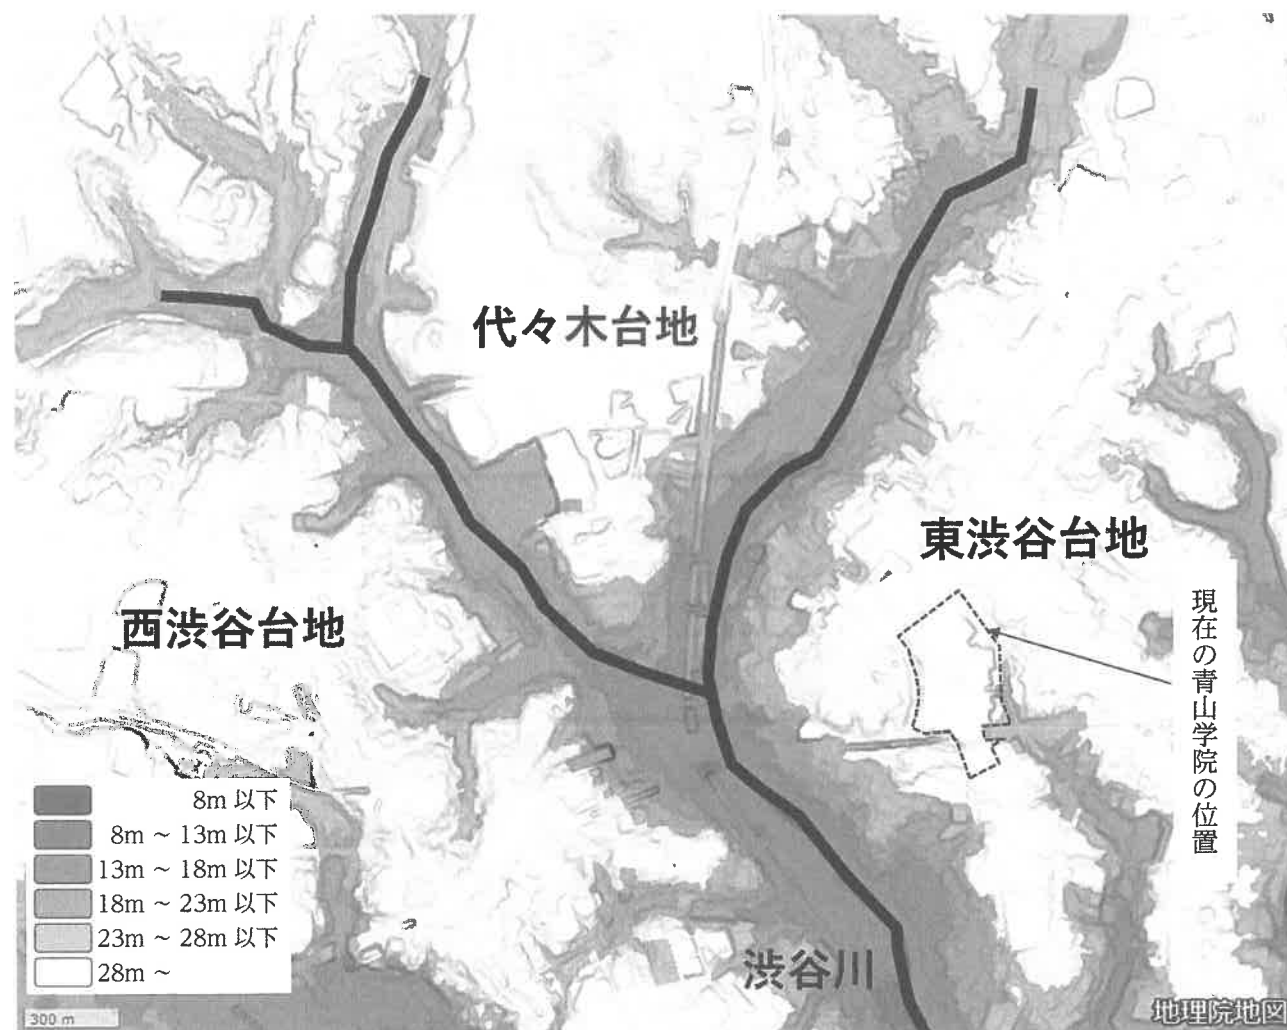 代々木台地
東渋谷台地
西渋谷台地
現在の青山学院の位置
8m 以下
8m ～ 13m 以下
13m ～ 18m 以下
18m ～ 23m 以下
23m ～ 28m 以下
28m ～
渋谷川
300 m
地理院地図